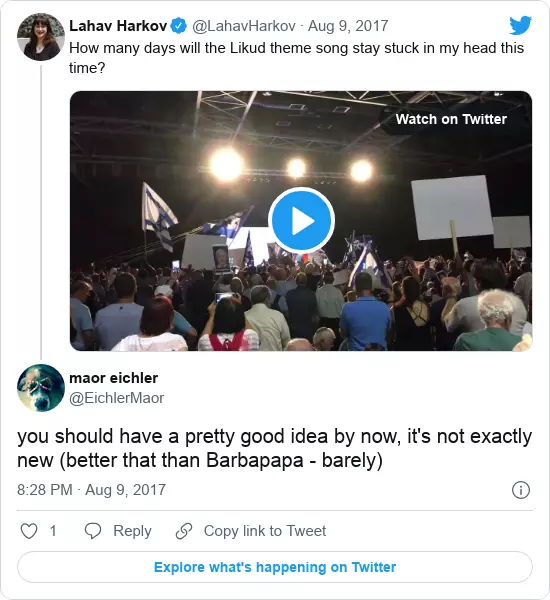 Lahav Harkov @LahavHarkov · Aug 9, 2017
How many days will the Likud theme song stay stuck in my head this
time?
Watch on Twitter
maor eichler
@EichlerMaor
you should have a pretty good idea by now, it's not exactly
new (better that than Barbapapa - barely)
8:28 PM · Aug 9, 2017
1 Reply Copy link to Tweet
Explore what's happening on Twitter